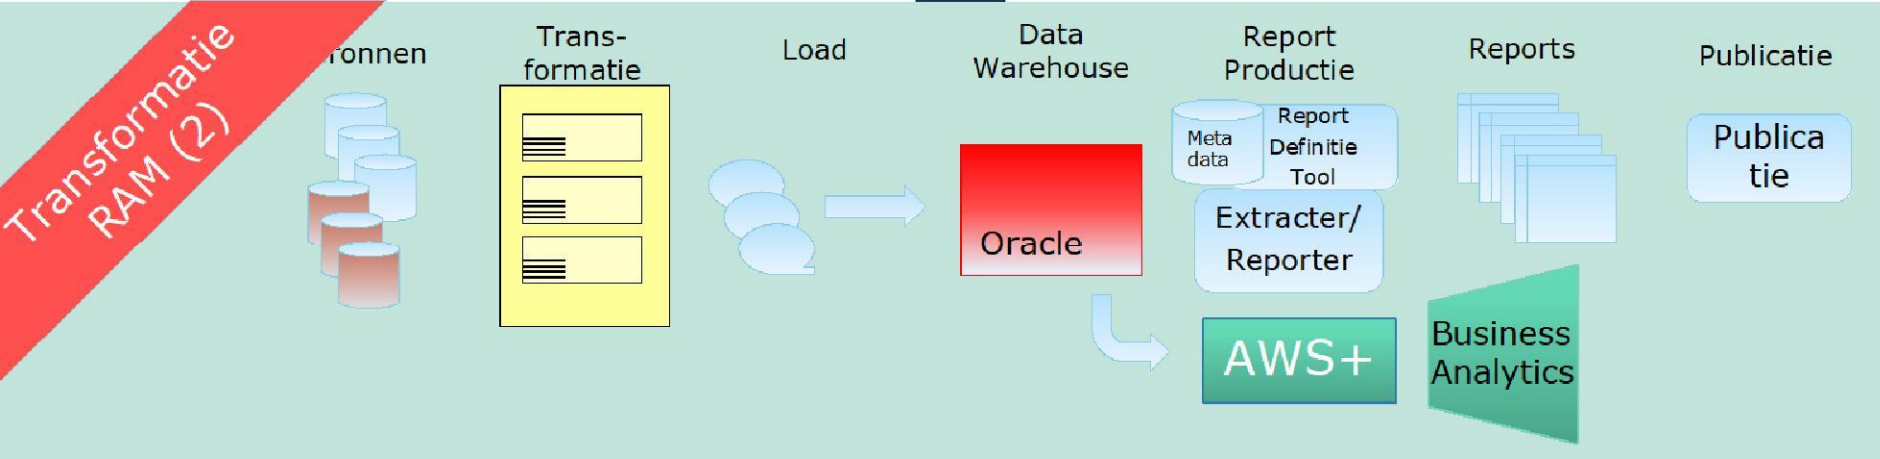 Transformatie
RAM (2)
ronnen
Trans-
formatie
Load
Data
Warehouse
Report
Productie
Reports
Publicatie
Meta
data
Report
Definitie
Tool
Extracter/
Reporter
Oracle
AWS+
Business
Analytics
Publica
tie